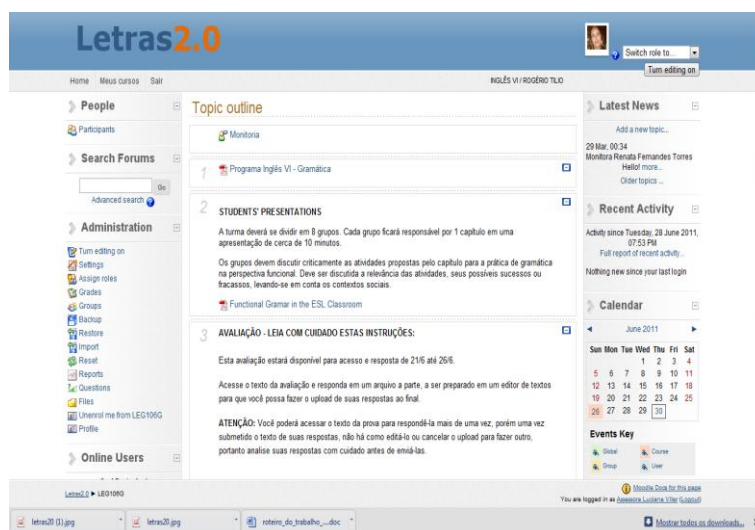 Letras2.0
Switch role to...
Turn editing on
Home Meus cursos Sair
INGLÊS VI / ROGÉRIO TILIO
People
Participants
Search Forums
Go
Advanced search
Administration
Turn editing on
Settings
Assign roles
Grades
Groups
Backup
Restore
Import
Reset
Reports
Questions
Files
Unenrol me from LEG106G
Profile
Online Users
Topic outline
Monitoria
1
Programa Inglês VI - Gramática
2
STUDENTS' PRESENTATIONS
A turma deverá se dividir em 8 grupos. Cada grupo ficará responsável por 1 capítulo em uma
apresentação de cerca de 10 minutos.
Os grupos devem discutir criticamente as atividades propostas pelo capítulo para a prática de gramática
na perspectiva funcional. Deve ser discutida a relevância das atividades, seus possíveis sucessos ou
fracassos, levando-se em conta os contextos sociais.
Functional Gramar in the ESL Classroom
3
AVALIAÇÃO - LEIA COM CUIDADO ESTAS INSTRUÇÕES:
Esta avaliação estará disponível para acesso e resposta de 21/6 até 26/6.
Acesse o texto da avaliação e responda em um arquivo a parte, a ser preparado em um editor de textos
para que você possa fazer o upload de suas respostas ao final.
ATENÇÃO: Você poderá acessar o texto da prova para respondê-la mais de uma vez, porém uma vez
submetido o texto de suas respostas, não há como editá-lo ou cancelar o upload para fazer outro,
portanto analise suas respostas com cuidado antes de enviá-las.
Latest News
Add a new topic...
29 Mar, 00:34
Monitora Renata Fernandes Torres
Hello! more...
Older topics ...
Recent Activity
Activity since Tuesday, 28 June 2011,
07:53 PM
Full report of recent activity...
Nothing new since your last login
Calendar
June 2011
Sun Mon Tue Wed Thu Fri Sat
1 2 3 4
5 6 7 8 9 10 11
12 13 14 15 16 17 18
19 20 21 22 23 24 25
26 27 28 29 30
Events Key
Global Course
Group User
Letras2.0 ► LEG106G
Moodle Docs for this page
You are logged in as Assessora Luciana Viter (Logout)
letras20 (1).jpg
letras20.jpg
roteiro_do_trabalho_...doc
Mostrar todos os downloads...